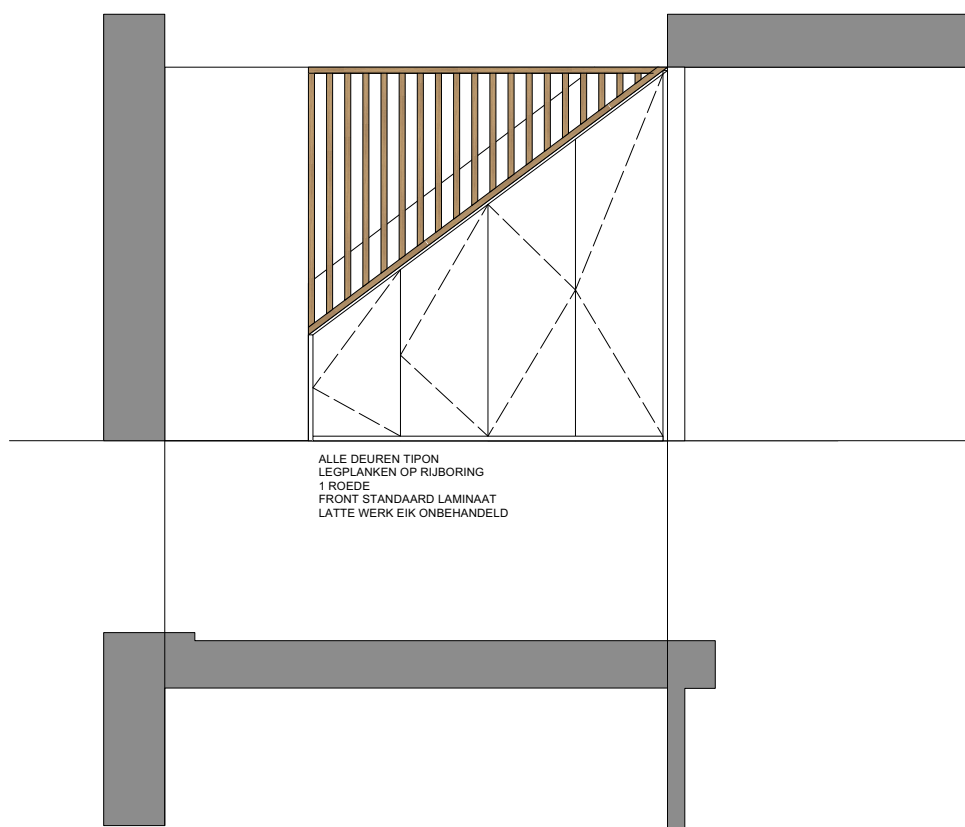 ALLE DEUREN TIPON
LEGPLANKEN OP RIJBORING
1 ROEDE
FRONT STANDAARD LAMINAAT
LATTE WERK EIK ONBEHANDELD